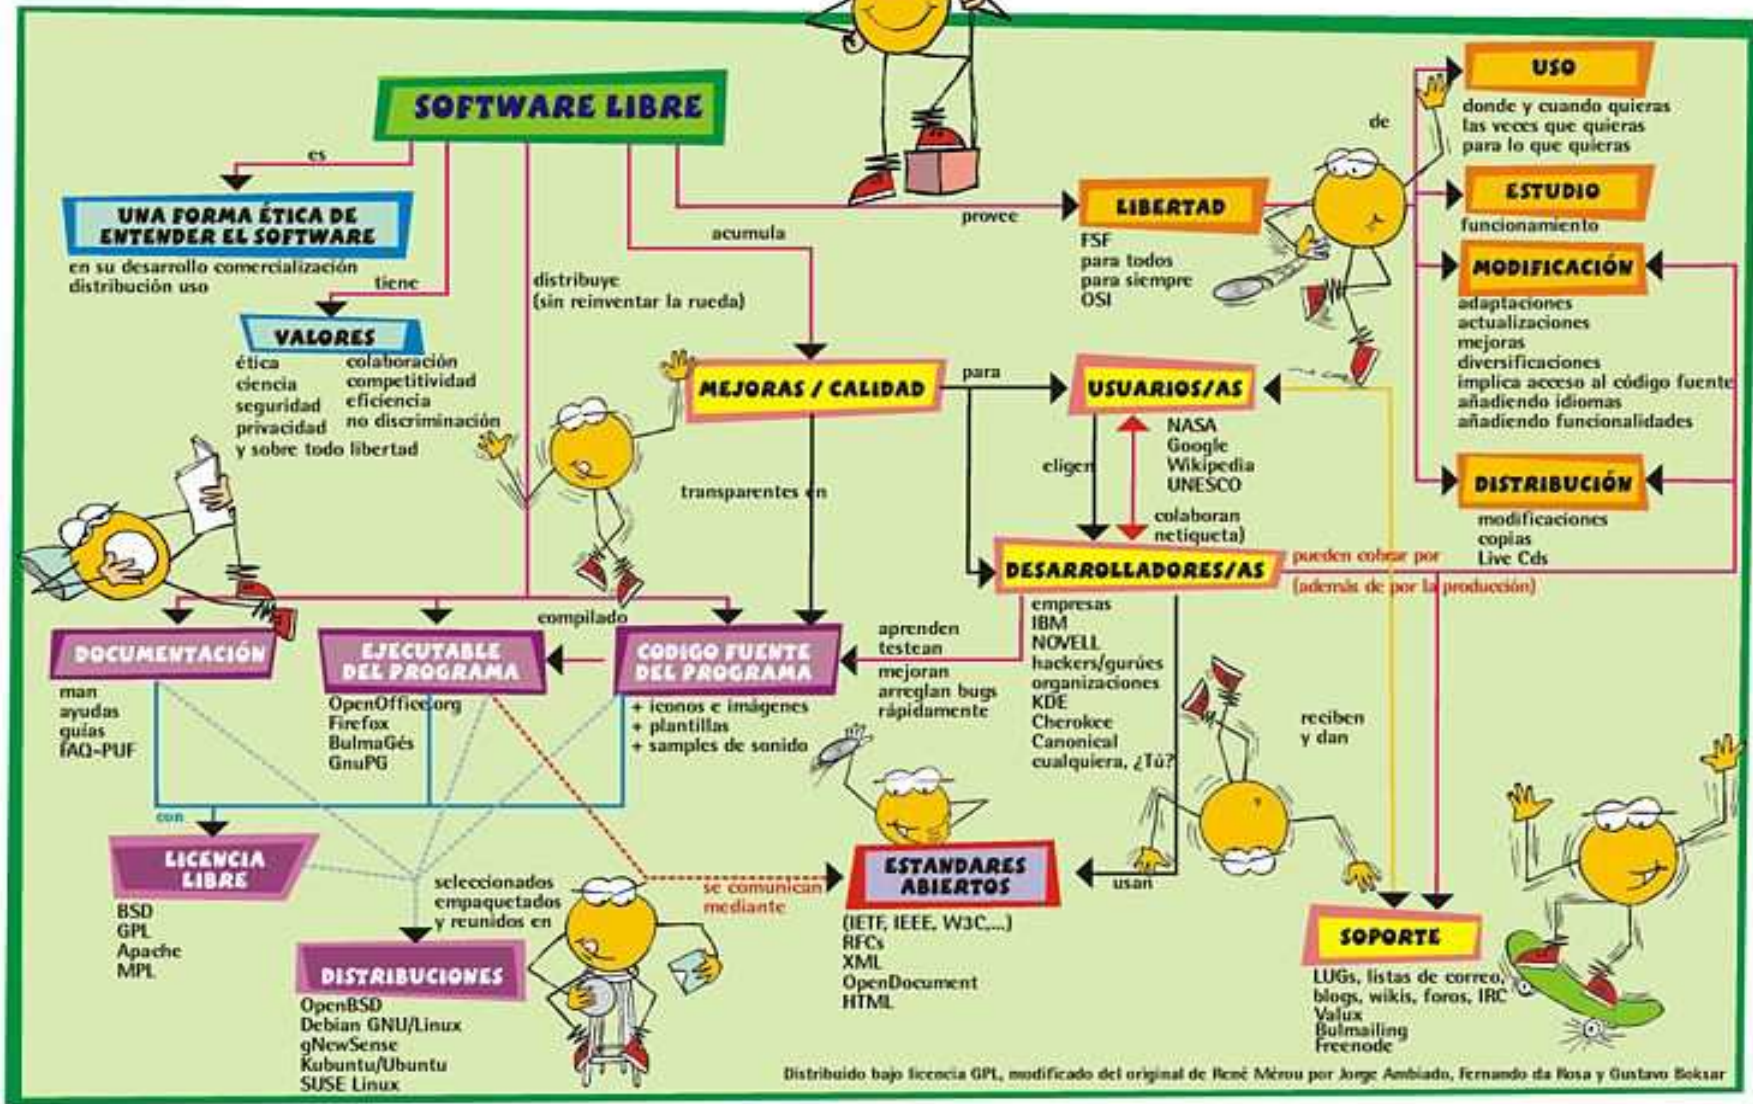 SOFTWARE LIBRE
es
UNA FORMA ÉTICA DE
ENTENDER EL SOFTWARE
en su desarrollo comercialización
distribución uso
tiene
VALORES
ética
ciencia
seguridad
privacidad
colaboración
competitividad
eficiencia
no discriminación
y sobre todo libertad
distribuye
(sin reinventar la rueda)
acumula
provee
LIBERTAD
FSF
para todos
para siempre
OSI
de
USO
donde y cuando quieras
las veces que quieras
para lo que quieras
ESTUDIO
funcionamiento
MODIFICACIÓN
adaptaciones
actualizaciones
mejoras
diversificaciones
implica acceso al código fuente
añadiendo idiomas
añadiendo funcionalidades
DISTRIBUCIÓN
modificaciones
copias
Live Cds
MEJORAS / CALIDAD
para
transparentes en
USUARIOS/AS
NASA
Google
Wikipedia
UNESCO
eligen
colaboran
netiqueta)
DESARROLLADORES/AS
pueden cobrar por
(además de por la producción)
empresas
IBM
NOVELL
hackers/gurúes
organizaciones
KDE
Cherokee
Canonical
cualquiera, ¿Tú?
aprenden
testean
mejoran
arreglan bugs
rápidamente
compilado
DOCUMENTACIÓN
man
ayudas
guías
fAQ-PUF
EJECUTABLE
DEL PROGRAMA
OpenOffice.org
Firefox
BulmaGés
GnuPG
CODIGO FUENTE
DEL PROGRAMA
+ iconos e imágenes
+ plantillas
+ samples de sonido
reciben
y dan
con
LICENCIA
LIBRE
BSD
GPL
Apache
MPL
seleccionados
empaquetados
y reunidos en
DISTRIBUCIONES
OpenBSD
Debian GNU/Linux
gNewSense
Kubuntu/Ubuntu
SUSE Linux
se comunican
mediante
ESTANDARES
ABIERTOS
usan
(IETF, IEEE, W3C,...)
RFCs
XML
OpenDocument
HTML
SOPORTE
LUGs, listas de correo,
blogs, wikis, foros, IRC
Valux
Bulmailing
Freenode
Distribuido bajo licencia GPL, modificado del original de René Mérou por Jorge Ambiado, Fernando da Rosa y Gustavo Boksar